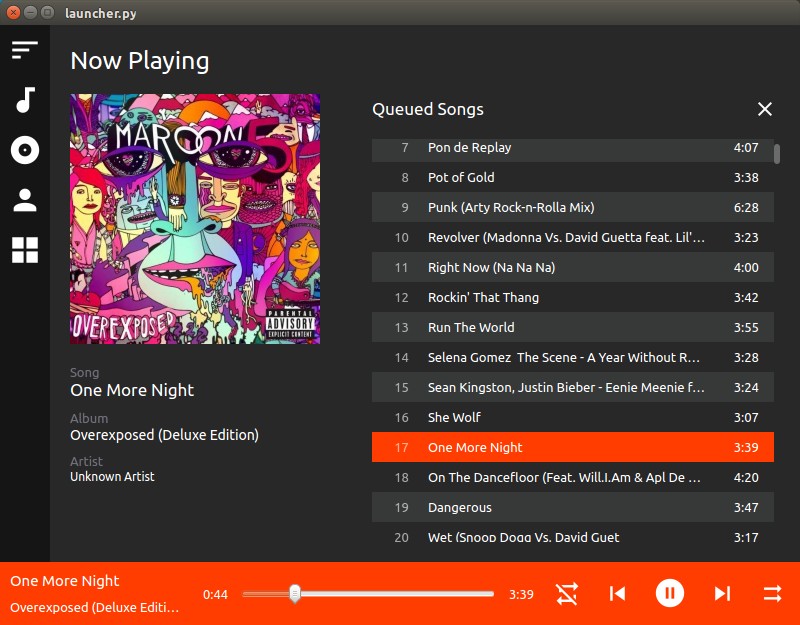 launcher.py
Now Playing
MAROON 5
OVEREXPOSED
PARENTAL
ADVISORY
EXPLICIT CONTENT
Song
One More Night
Album
Overexposed (Deluxe Edition)
Artist
Unknown Artist
Queued Songs
7 Pon de Replay 4:07
8 Pot of Gold 3:38
9 Punk (Arty Rock-n-Rolla Mix) 6:28
10 Revolver (Madonna Vs. David Guetta feat. Lil'... 3:23
11 Right Now (Na Na Na) 4:00
12 Rockin' That Thang 3:42
13 Run The World 3:55
14 Selena Gomez  The Scene - A Year Without R... 3:28
15 Sean Kingston, Justin Bieber - Eenie Meenie f... 3:24
16 She Wolf 3:07
17 One More Night 3:39
18 On The Dancefloor (Feat. Will.I.Am & Apl De ... 4:20
19 Dangerous 3:47
20 Wet (Snoop Dogg Vs. David Guet 3:17
One More Night
Overexposed (Deluxe Editi...
0:44
3:39